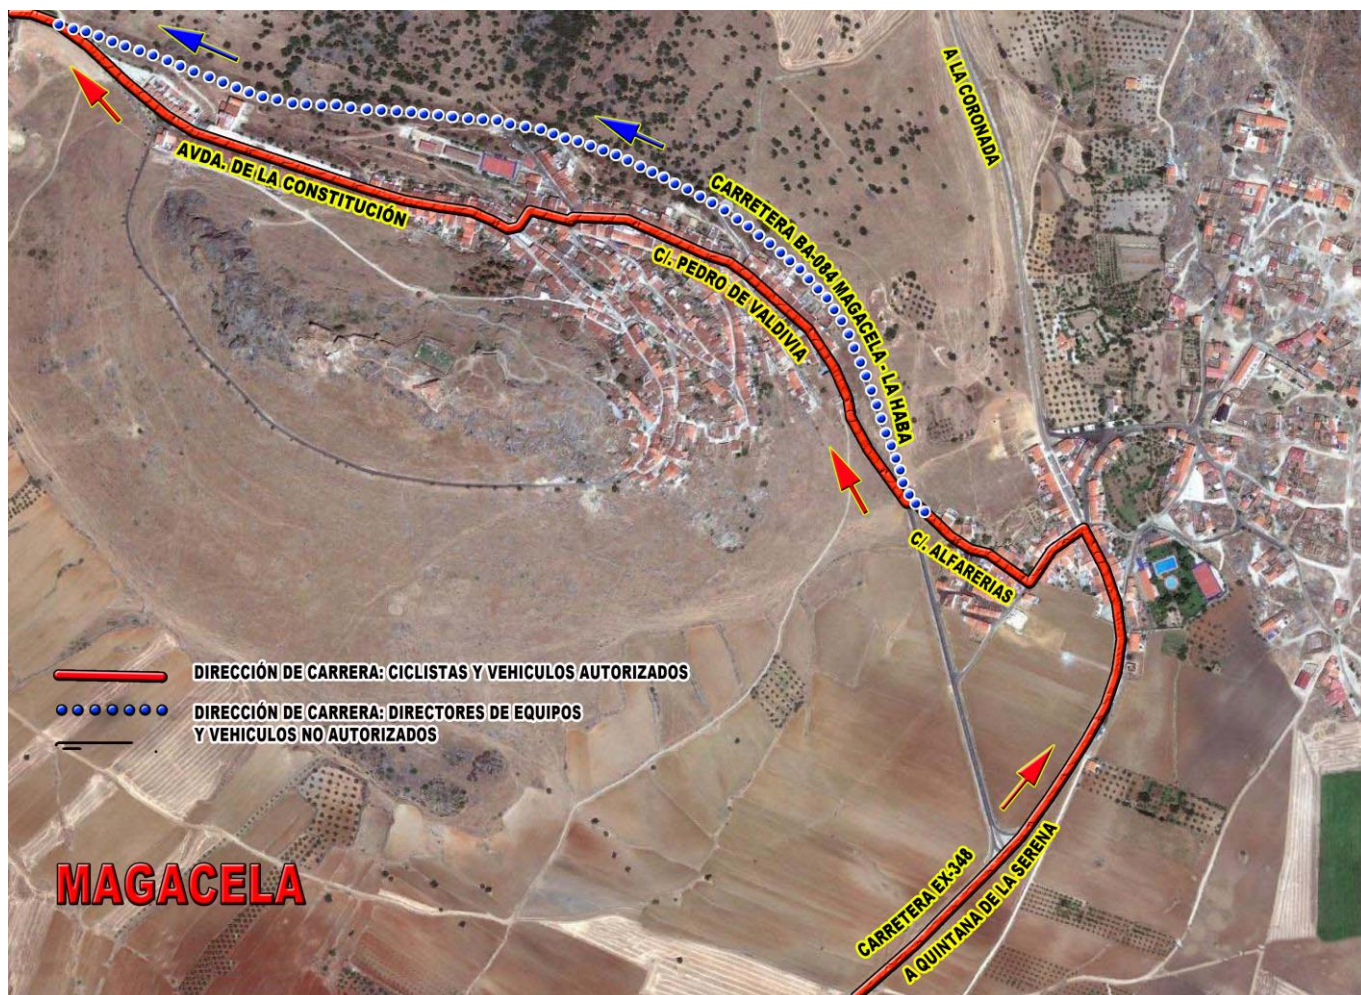 A LA CORONADA
AVDA. DE LA CONSTITUCIÓN
CARRETERA BA-084 MAGACELA - LA HABA
C/. PEDRO DE VALDIVIA
C/. ALFARERIAS
DIRECCIÓN DE CARRERA: CICLISTAS Y VEHICULOS AUTORIZADOS
DIRECCIÓN DE CARRERA: DIRECTORES DE EQUIPOS
Y VEHICULOS NO AUTORIZADOS
MAGACELA
CARRETERA EX-348
A QUINTANA DE LA SERENA